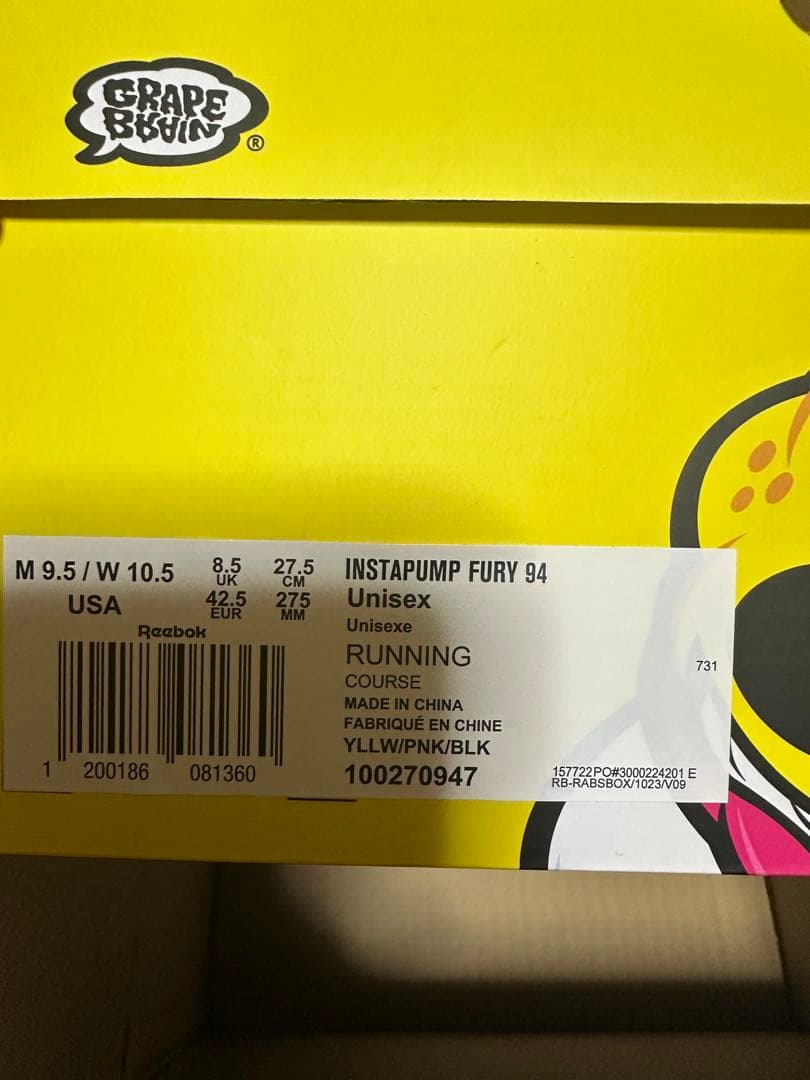 GRAPE
BRAIN
®
M 9.5 / W 10.5
USA
8.5
UK
27.5
CM
42.5
EUR
275
MM
Reebok
1 200186 081360
INSTAPUMP FURY 94
Unisex
Unisexe
RUNNING
COURSE
MADE IN CHINA
FABRIQUÉ EN CHINE
YLLW/PNK/BLK
100270947
731
157722PO#3000224201 E
RB-RABSBOX/1023/V09